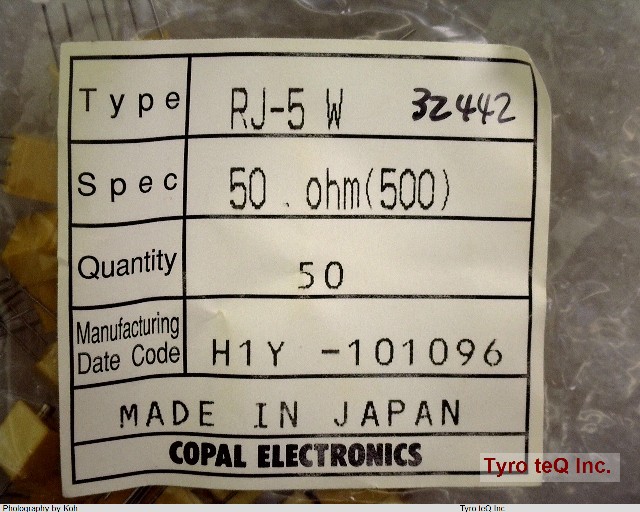 Type RJ-5 W 32442
Spec 50 . ohm(500)
Quantity 50
Manufacturing
Date Code H1Y -101096
MADE IN JAPAN
COPAL ELECTRONICS
Tyro teQ Inc.
Photography by Koh Tyro teQ Inc